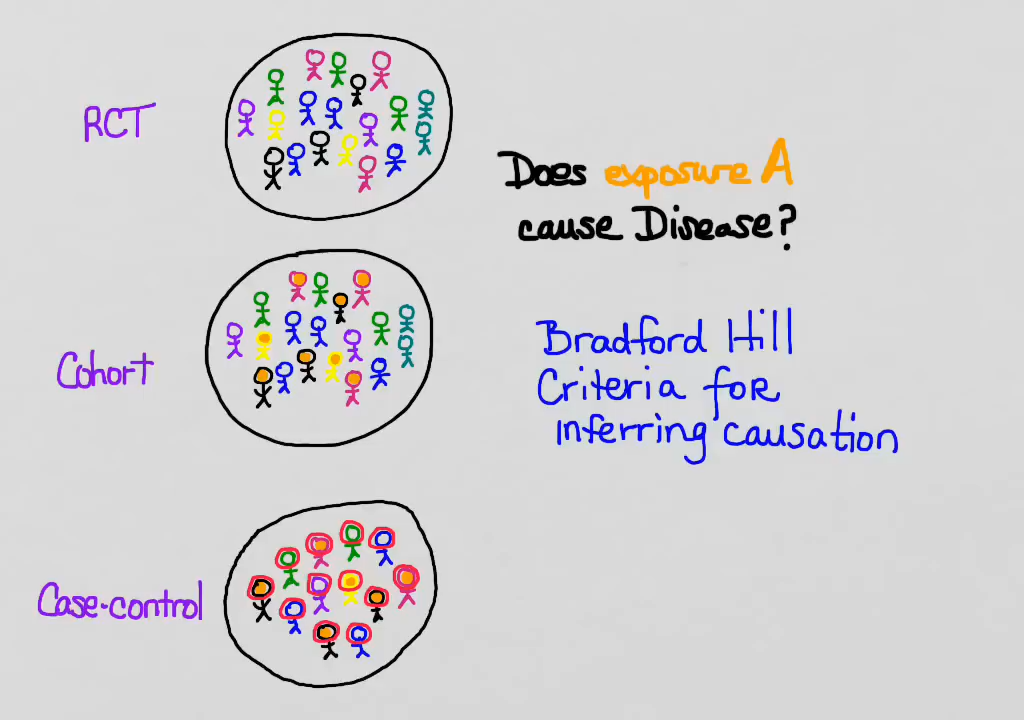 RCT
Does exposure A
cause Disease?
Bradford Hill
Criteria for
inferring causation
Cohort
Case-control